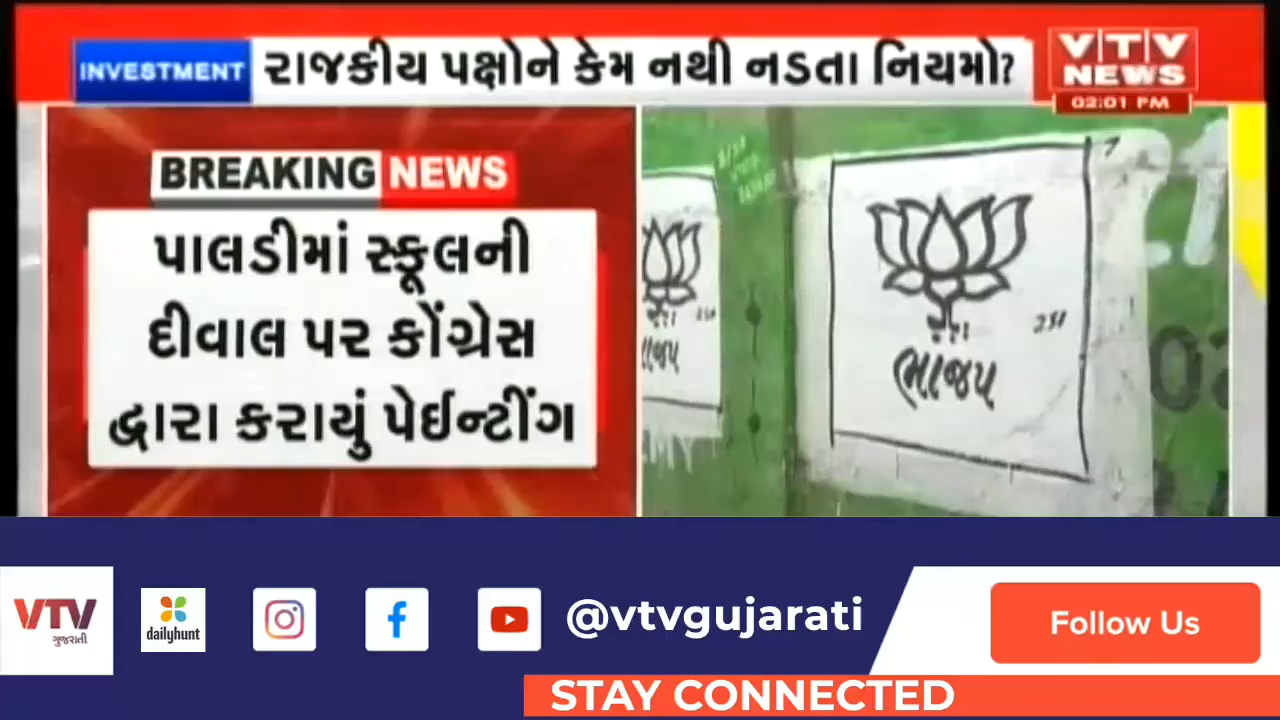 INVESTMENT
રાજકીય પક્ષોને કેમ નથી નડતા નિયમો?
VTV
NEWS
02:01 PM
BREAKING NEWS
પાલડીમાં સ્કૂલની
દીવાલ પર કોંગ્રેસ
દ્વારા કરાયું પેઈન્ટીંગ
ભાજપ
VTV
ગુજરાતી
dailyhunt
@vtvgujarati
Follow Us
STAY CONNECTED